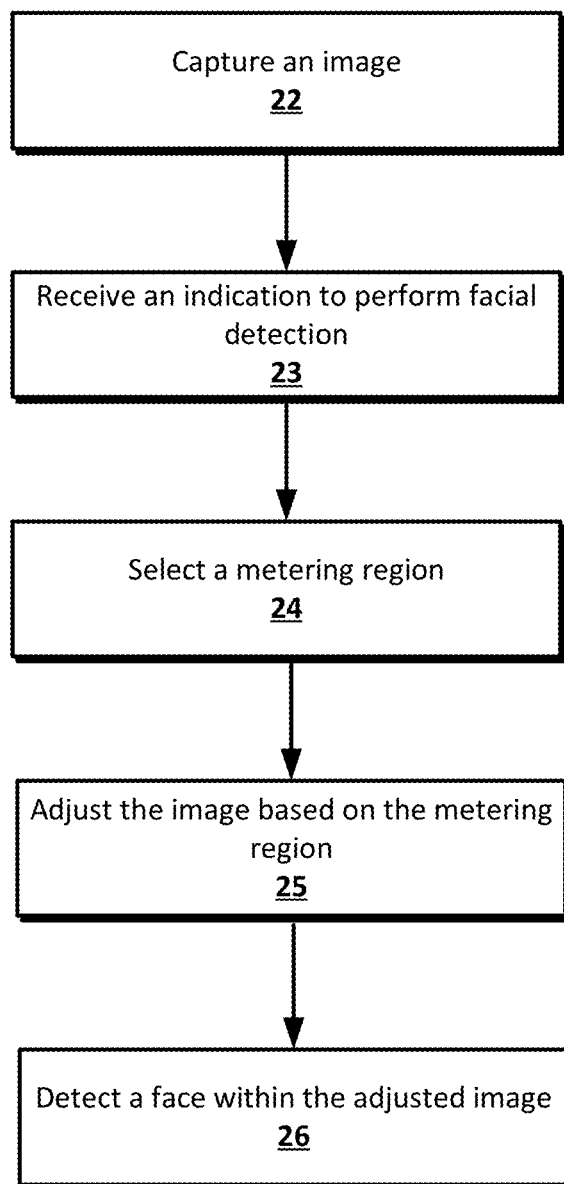 Capture an image
22
Receive an indication to perform facial
detection
23
Select a metering region
24
Adjust the image based on the metering
region
25
Detect a face within the adjusted image
26